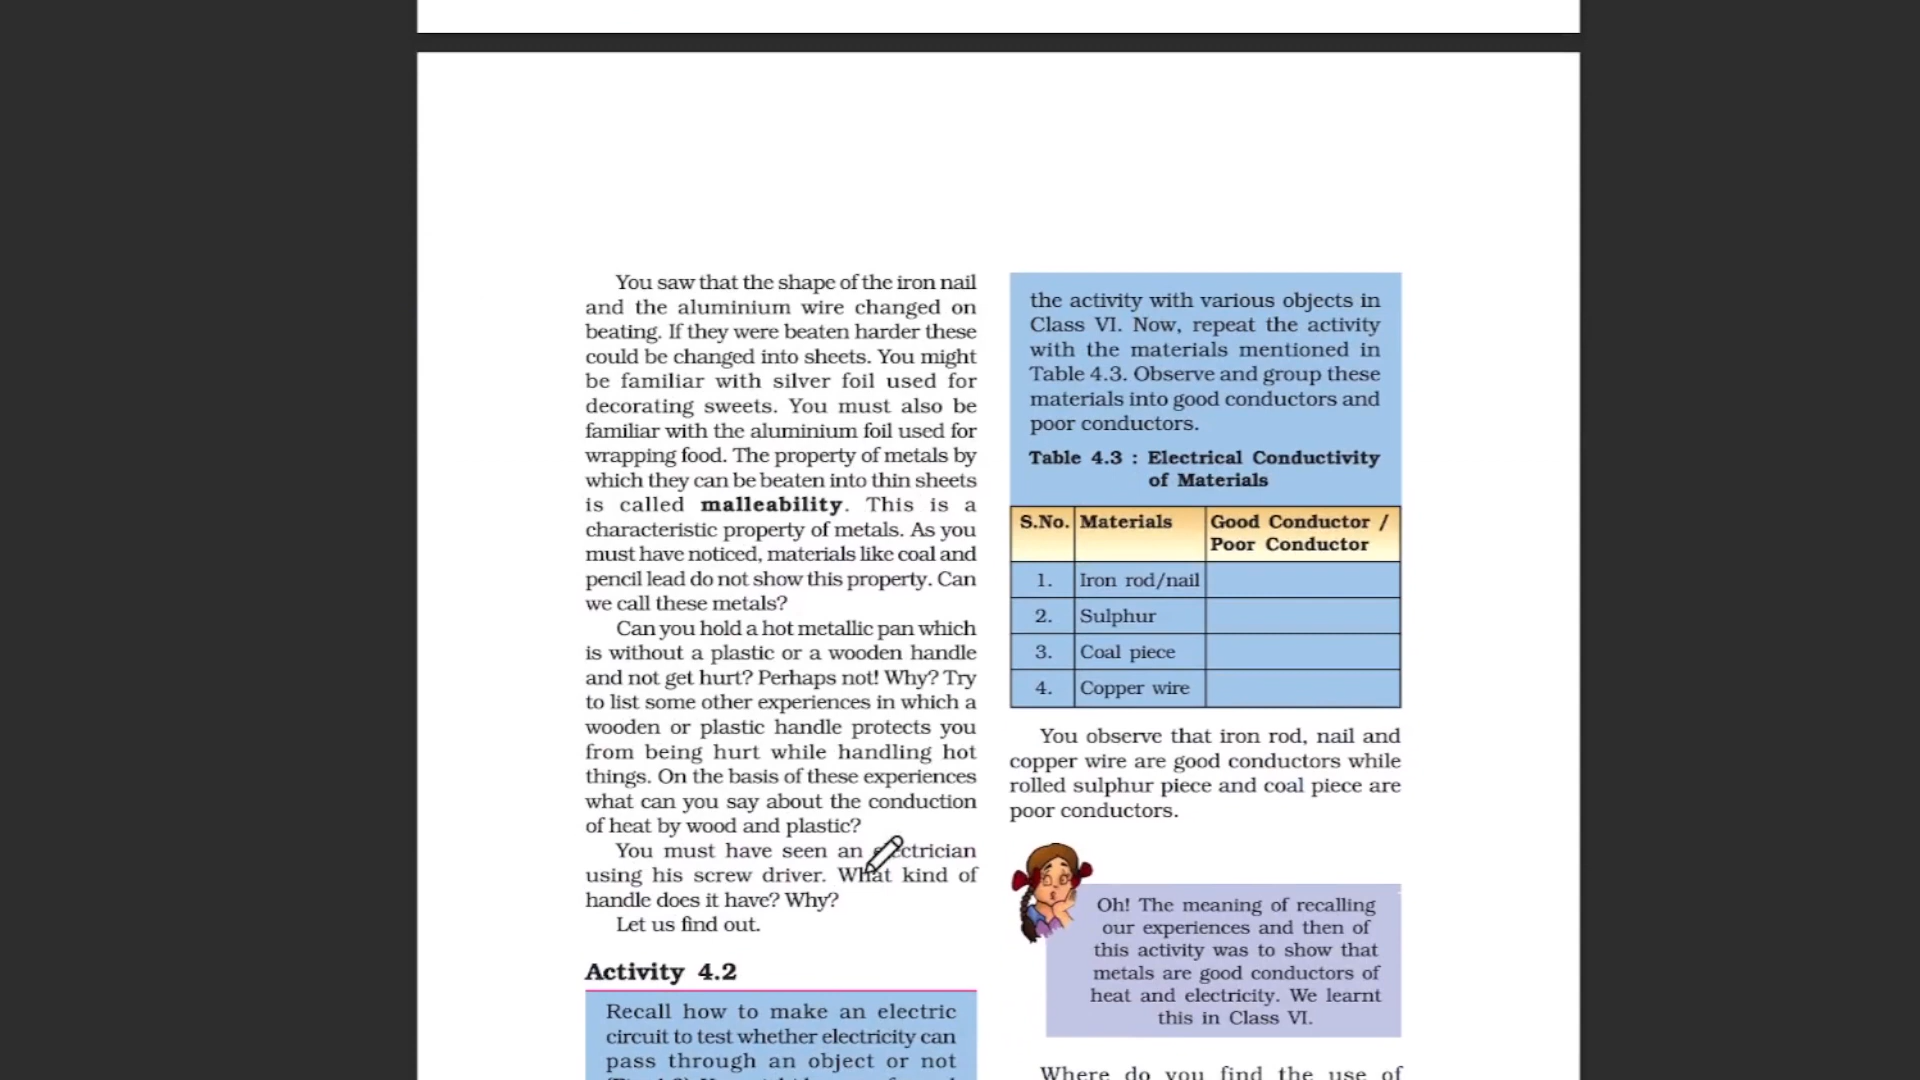 You saw that the shape of the iron nail
and the aluminium wire changed on
beating. If they were beaten harder these
could be changed into sheets. You might
be familiar with silver foil used for
decorating sweets. You must also be
familiar with the aluminium foil used for
wrapping food. The property of metals by
which they can be beaten into thin sheets
is called malleability. This is a
characteristic property of metals. As you
must have noticed, materials like coal and
pencil lead do not show this property. Can
we call these metals?
Can you hold a hot metallic pan which
is without a plastic or a wooden handle
and not get hurt? Perhaps not! Why? Try
to list some other experiences in which a
wooden or plastic handle protects you
from being hurt while handling hot
things. On the basis of these experiences
what can you say about the conduction
of heat by wood and plastic?
You must have seen an electrician
using his screw driver. What kind of
handle does it have? Why?
Let us find out.
Activity 4.2
Recall how to make an electric
circuit to test whether electricity can
pass through an object or not
the activity with various objects in
Class VI. Now, repeat the activity
with the materials mentioned in
Table 4.3. Observe and group these
materials into good conductors and
poor conductors.
Table 4.3 : Electrical Conductivity
of Materials
S.No. Materials Good Conductor /
Poor Conductor
1. Iron rod/nail
2. Sulphur
3. Coal piece
4. Copper wire
You observe that iron rod, nail and
copper wire are good conductors while
rolled sulphur piece and coal piece are
poor conductors.
Oh! The meaning of recalling
our experiences and then of
this activity was to show that
metals are good conductors of
heat and electricity. We learnt
this in Class VI.
Where do you find the use of